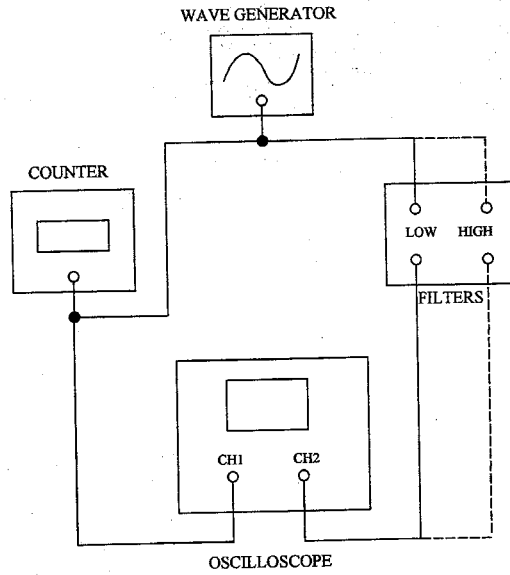 WAVE GENERATOR
COUNTER
LOW HIGH
FILTERS
CH1 CH2
OSCILLOSCOPE